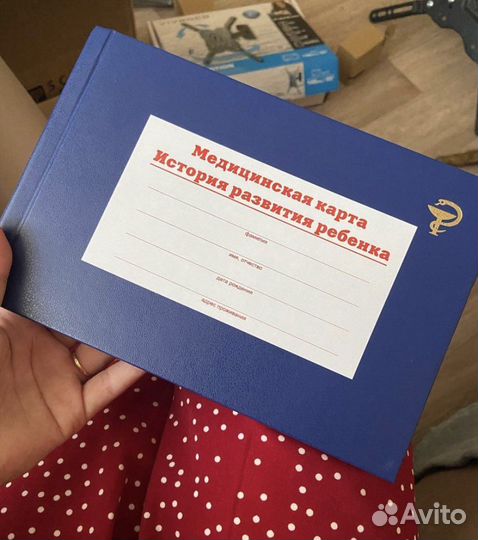 Медицинская карта
История развития ребенка
фамилия
имя, отчество
дата рождения
адрес проживания
Avito